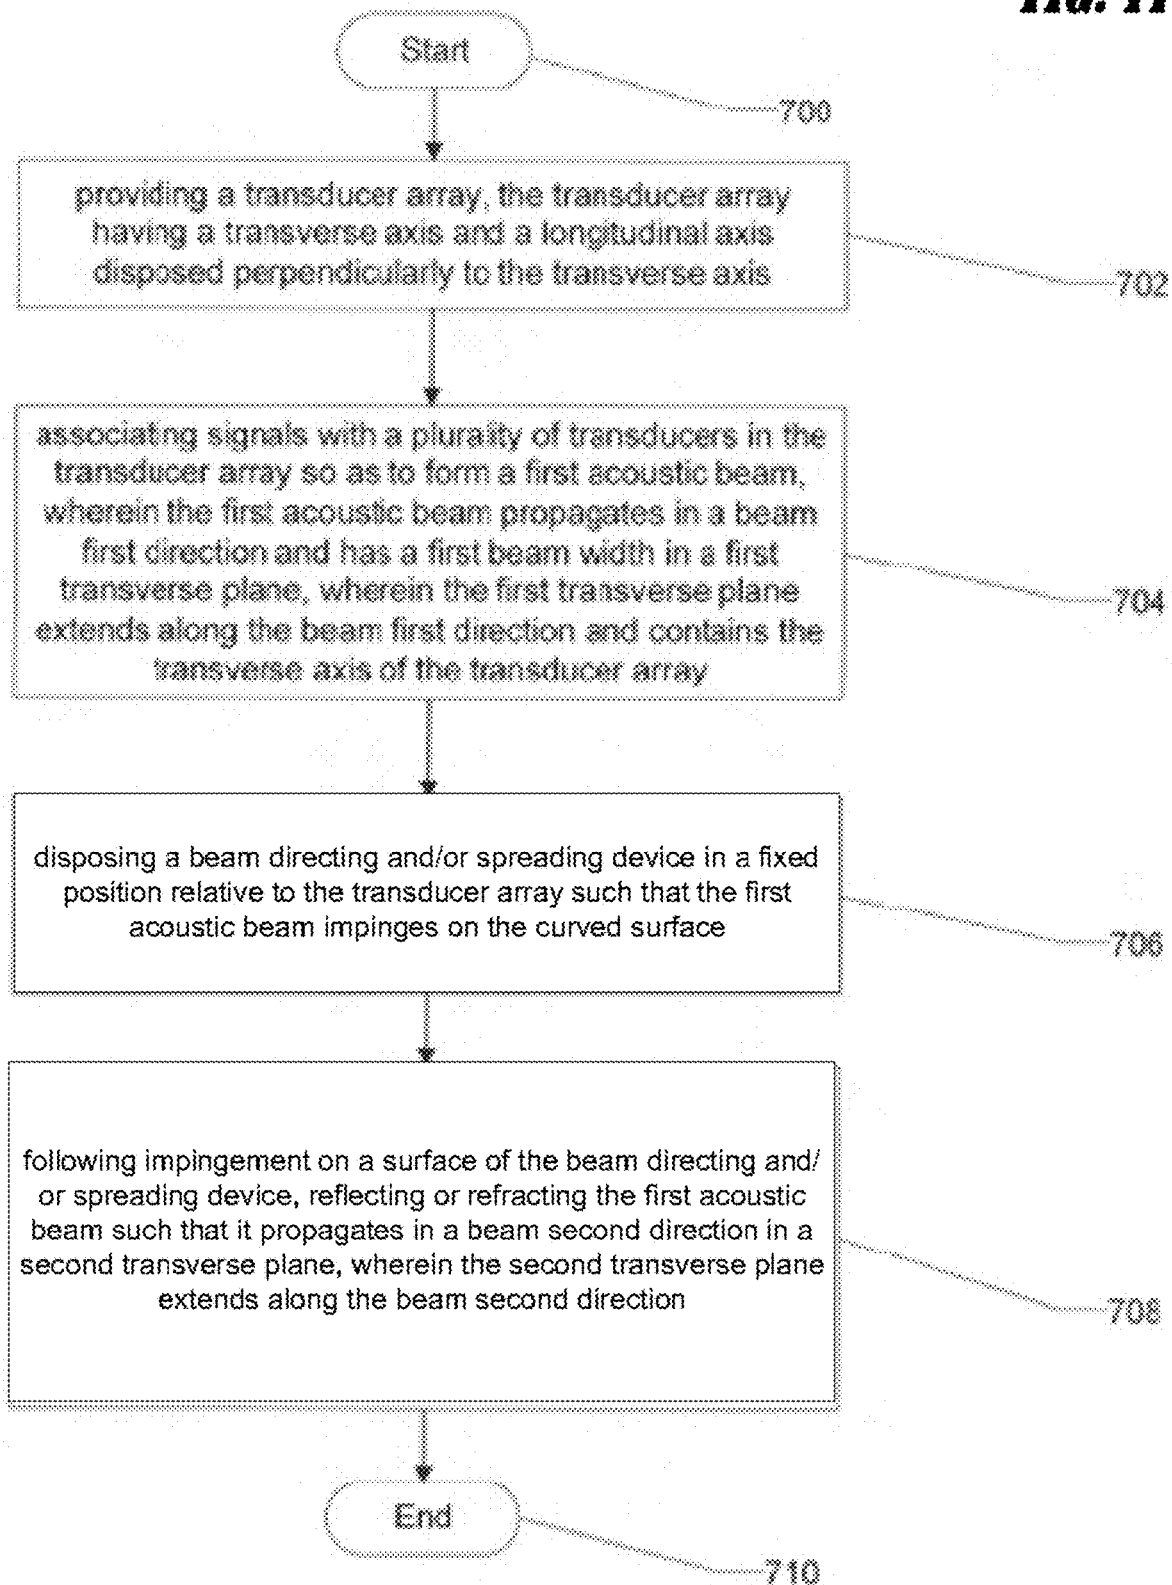 Start
700
providing a transducer array, the transducer array
having a transverse axis and a longitudinal axis
disposed perpendicularly to the transverse axis
702
associating signals with a plurality of transducers in the
transducer array so as to form a first acoustic beam,
wherein the first acoustic beam propagates in a beam
first direction and has a first beam width in a first
transverse plane, wherein the first transverse plane
extends along the beam first direction and contains the
transverse axis of the transducer array
704
disposing a beam directing and/or spreading device in a fixed
position relative to the transducer array such that the first
acoustic beam impinges on the curved surface
706
following impingement on a surface of the beam directing and/
or spreading device, reflecting or refracting the first acoustic
beam such that it propagates in a beam second direction in a
second transverse plane, wherein the second transverse plane
extends along the beam second direction
708
End
710